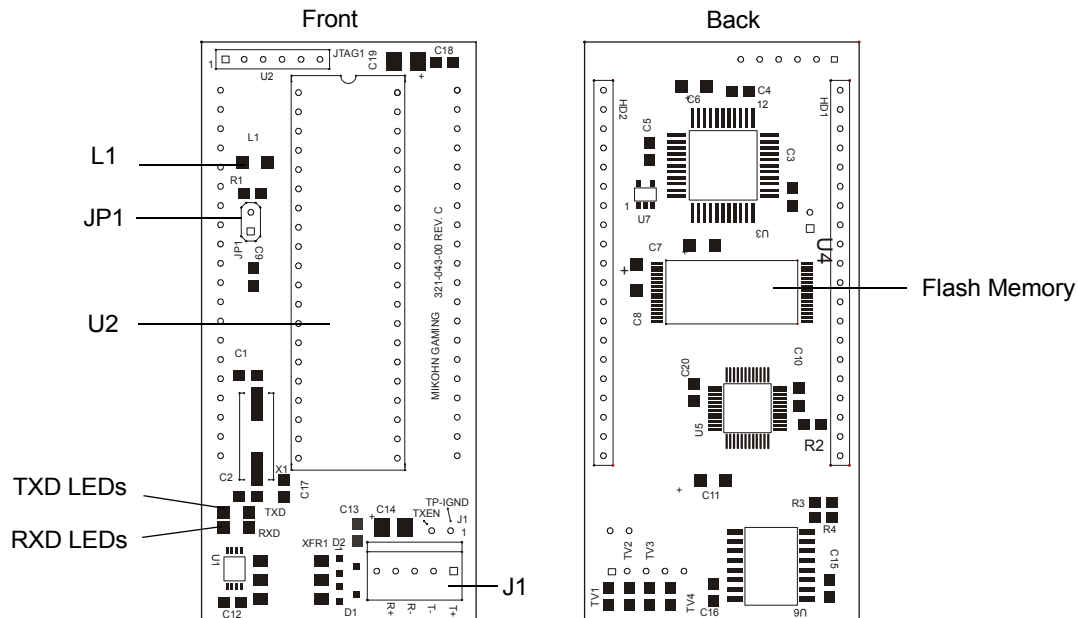 Front
Back
JTAG1
1
U2
C19
C18
+
L1
L1
R1
JP1
JP1
C9
U2
MIKOHN GAMING 321-043-00 REV. C
C1
C2
X1
C17
TXD LEDs
TXD
RXD LEDs
RXD
U1
C12
C13
+
C14
TXEN
TP-IGND
J1
1
XFR1
D2
1
D1
R+
R-
T-
T+
J1
HD2
HD1
+
C6
C4
12
C5
C3
1
U7
U3
U4
C7
+
+
C8
Flash Memory
C20
C10
U5
R2
+
C11
R3
R4
TV2
TV3
TV1
TV4
C16
C15
U6